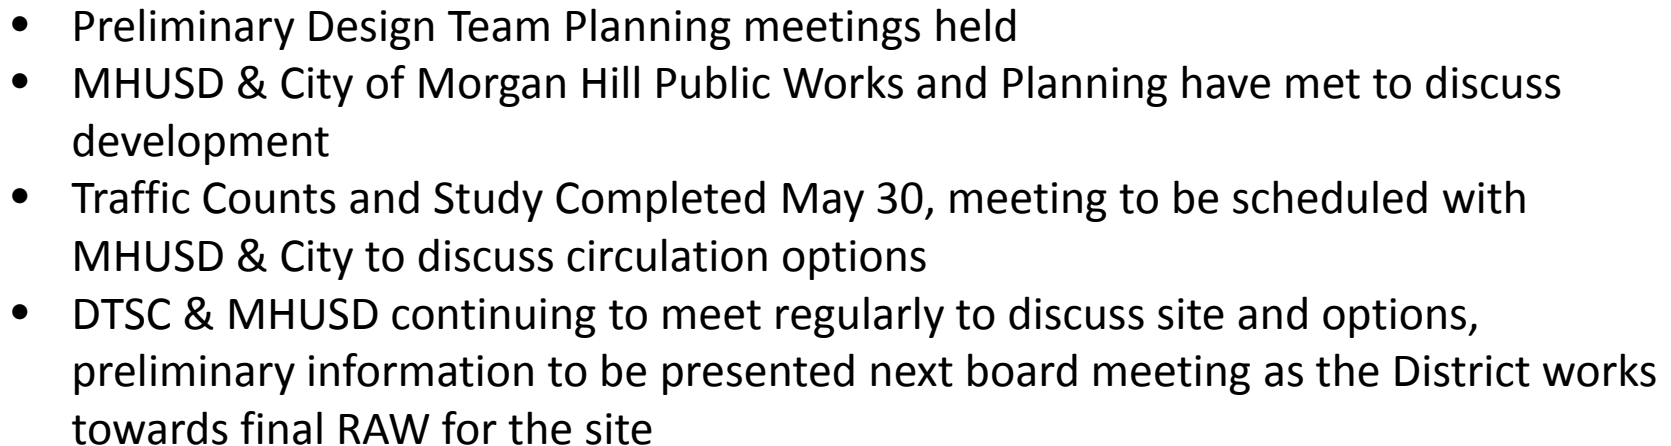 • Preliminary Design Team Planning meetings held
• MHUSD & City of Morgan Hill Public Works and Planning have met to discuss
development
• Traffic Counts and Study Completed May 30, meeting to be scheduled with
MHUSD & City to discuss circulation options
• DTSC & MHUSD continuing to meet regularly to discuss site and options,
preliminary information to be presented next board meeting as the District works
towards final RAW for the site